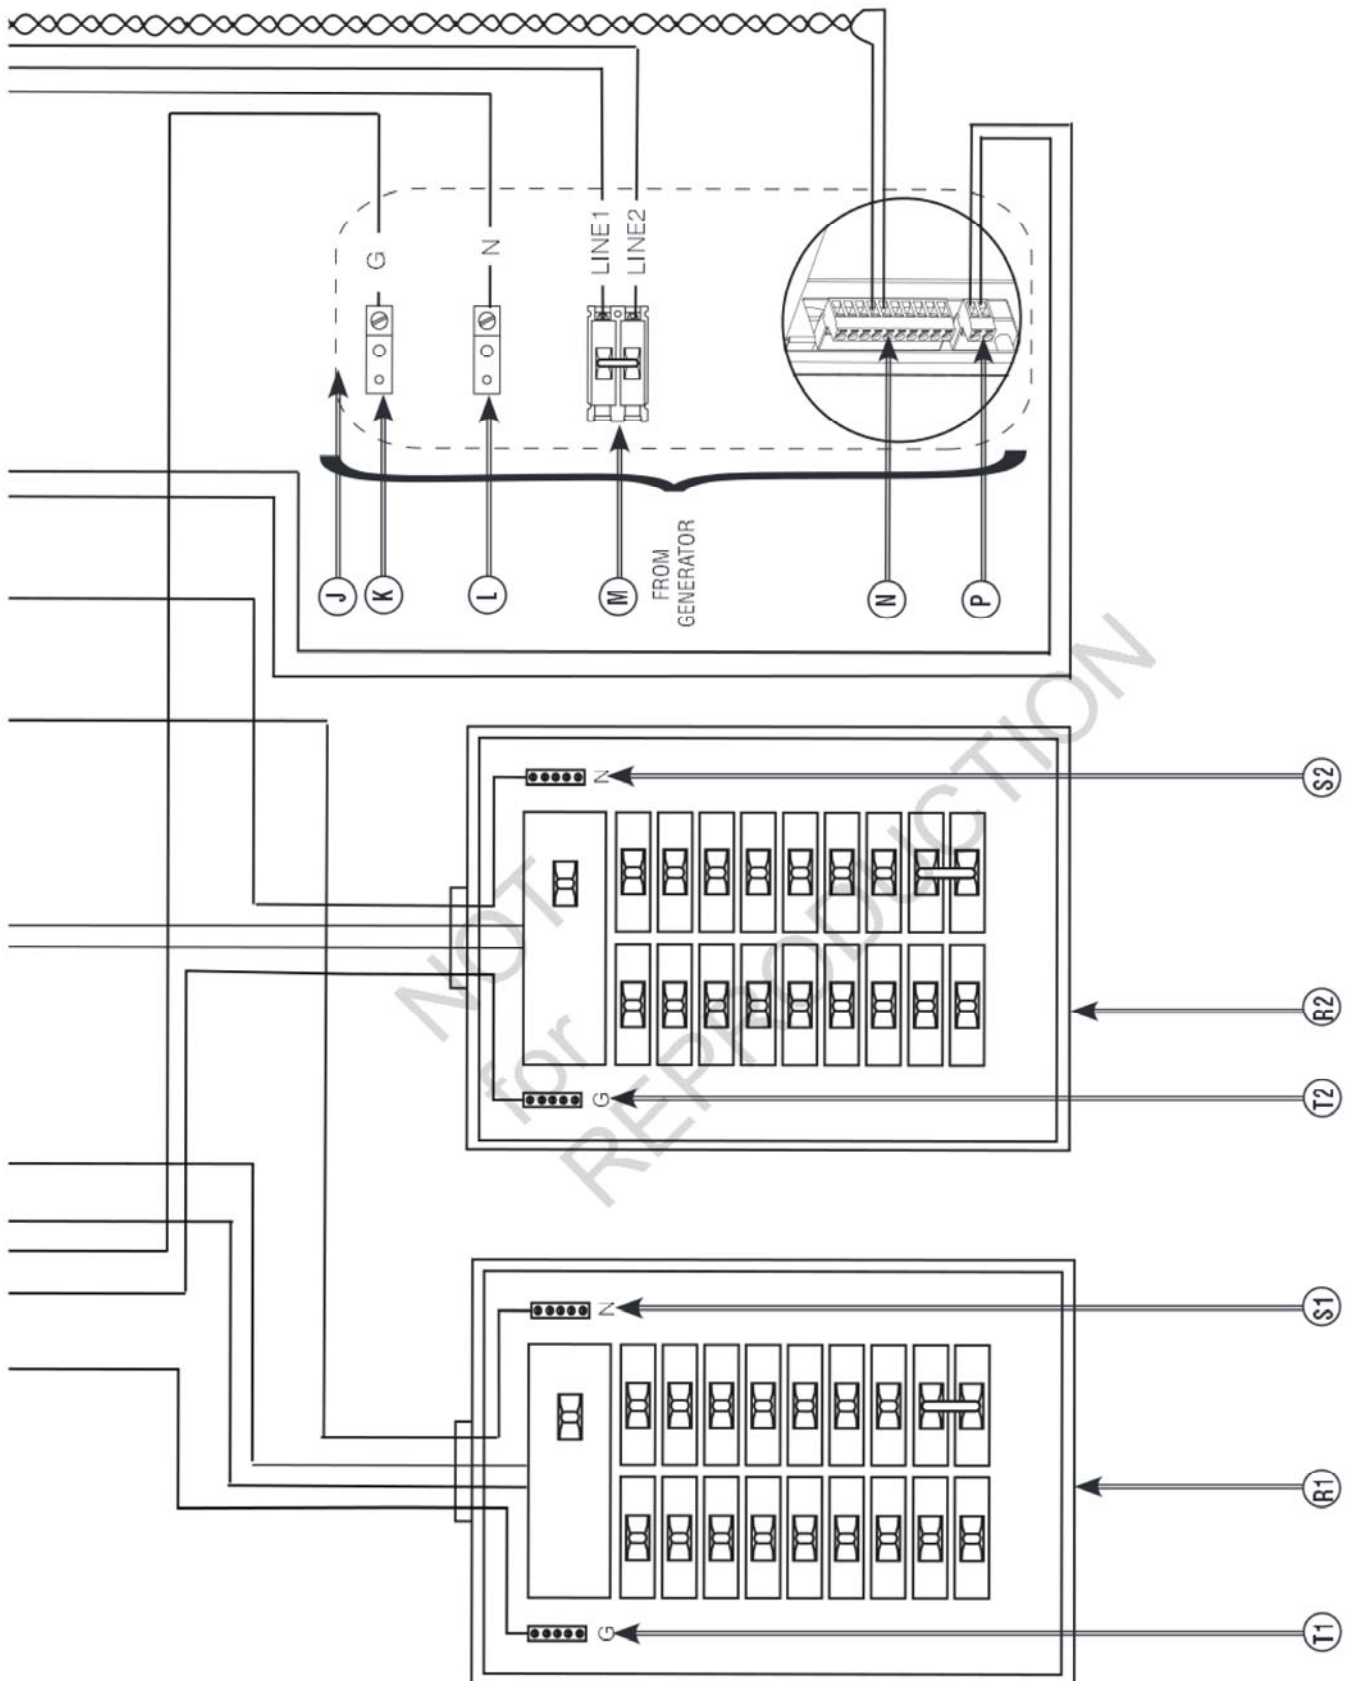 G
N
LINE1
LINE2
J
K
L
M
FROM
GENERATOR
N
P
N
S2
R2
G
T2
N
S1
R1
G
T1
NOT
for
REPRODUCTION